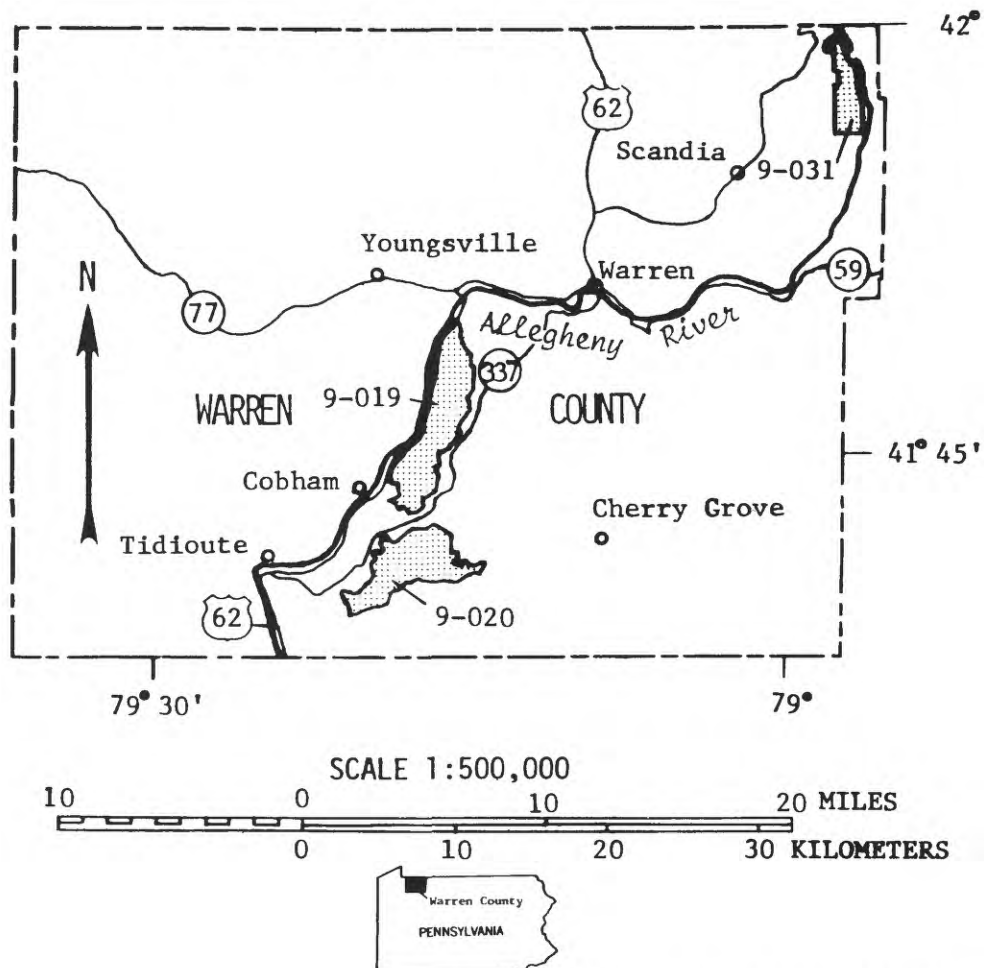 42°
62
Scandia
9-031
Youngsville
N
Warren
59
77
Allegheny River
337
WARREN COUNTY
9-019
41° 45'
Cobham
Cherry Grove
Tidioute
62
9-020
79° 30'
79°
SCALE 1:500,000
10 0 10 20 MILES
0 10 20 30 KILOMETERS
Warren County
PENNSYLVANIA